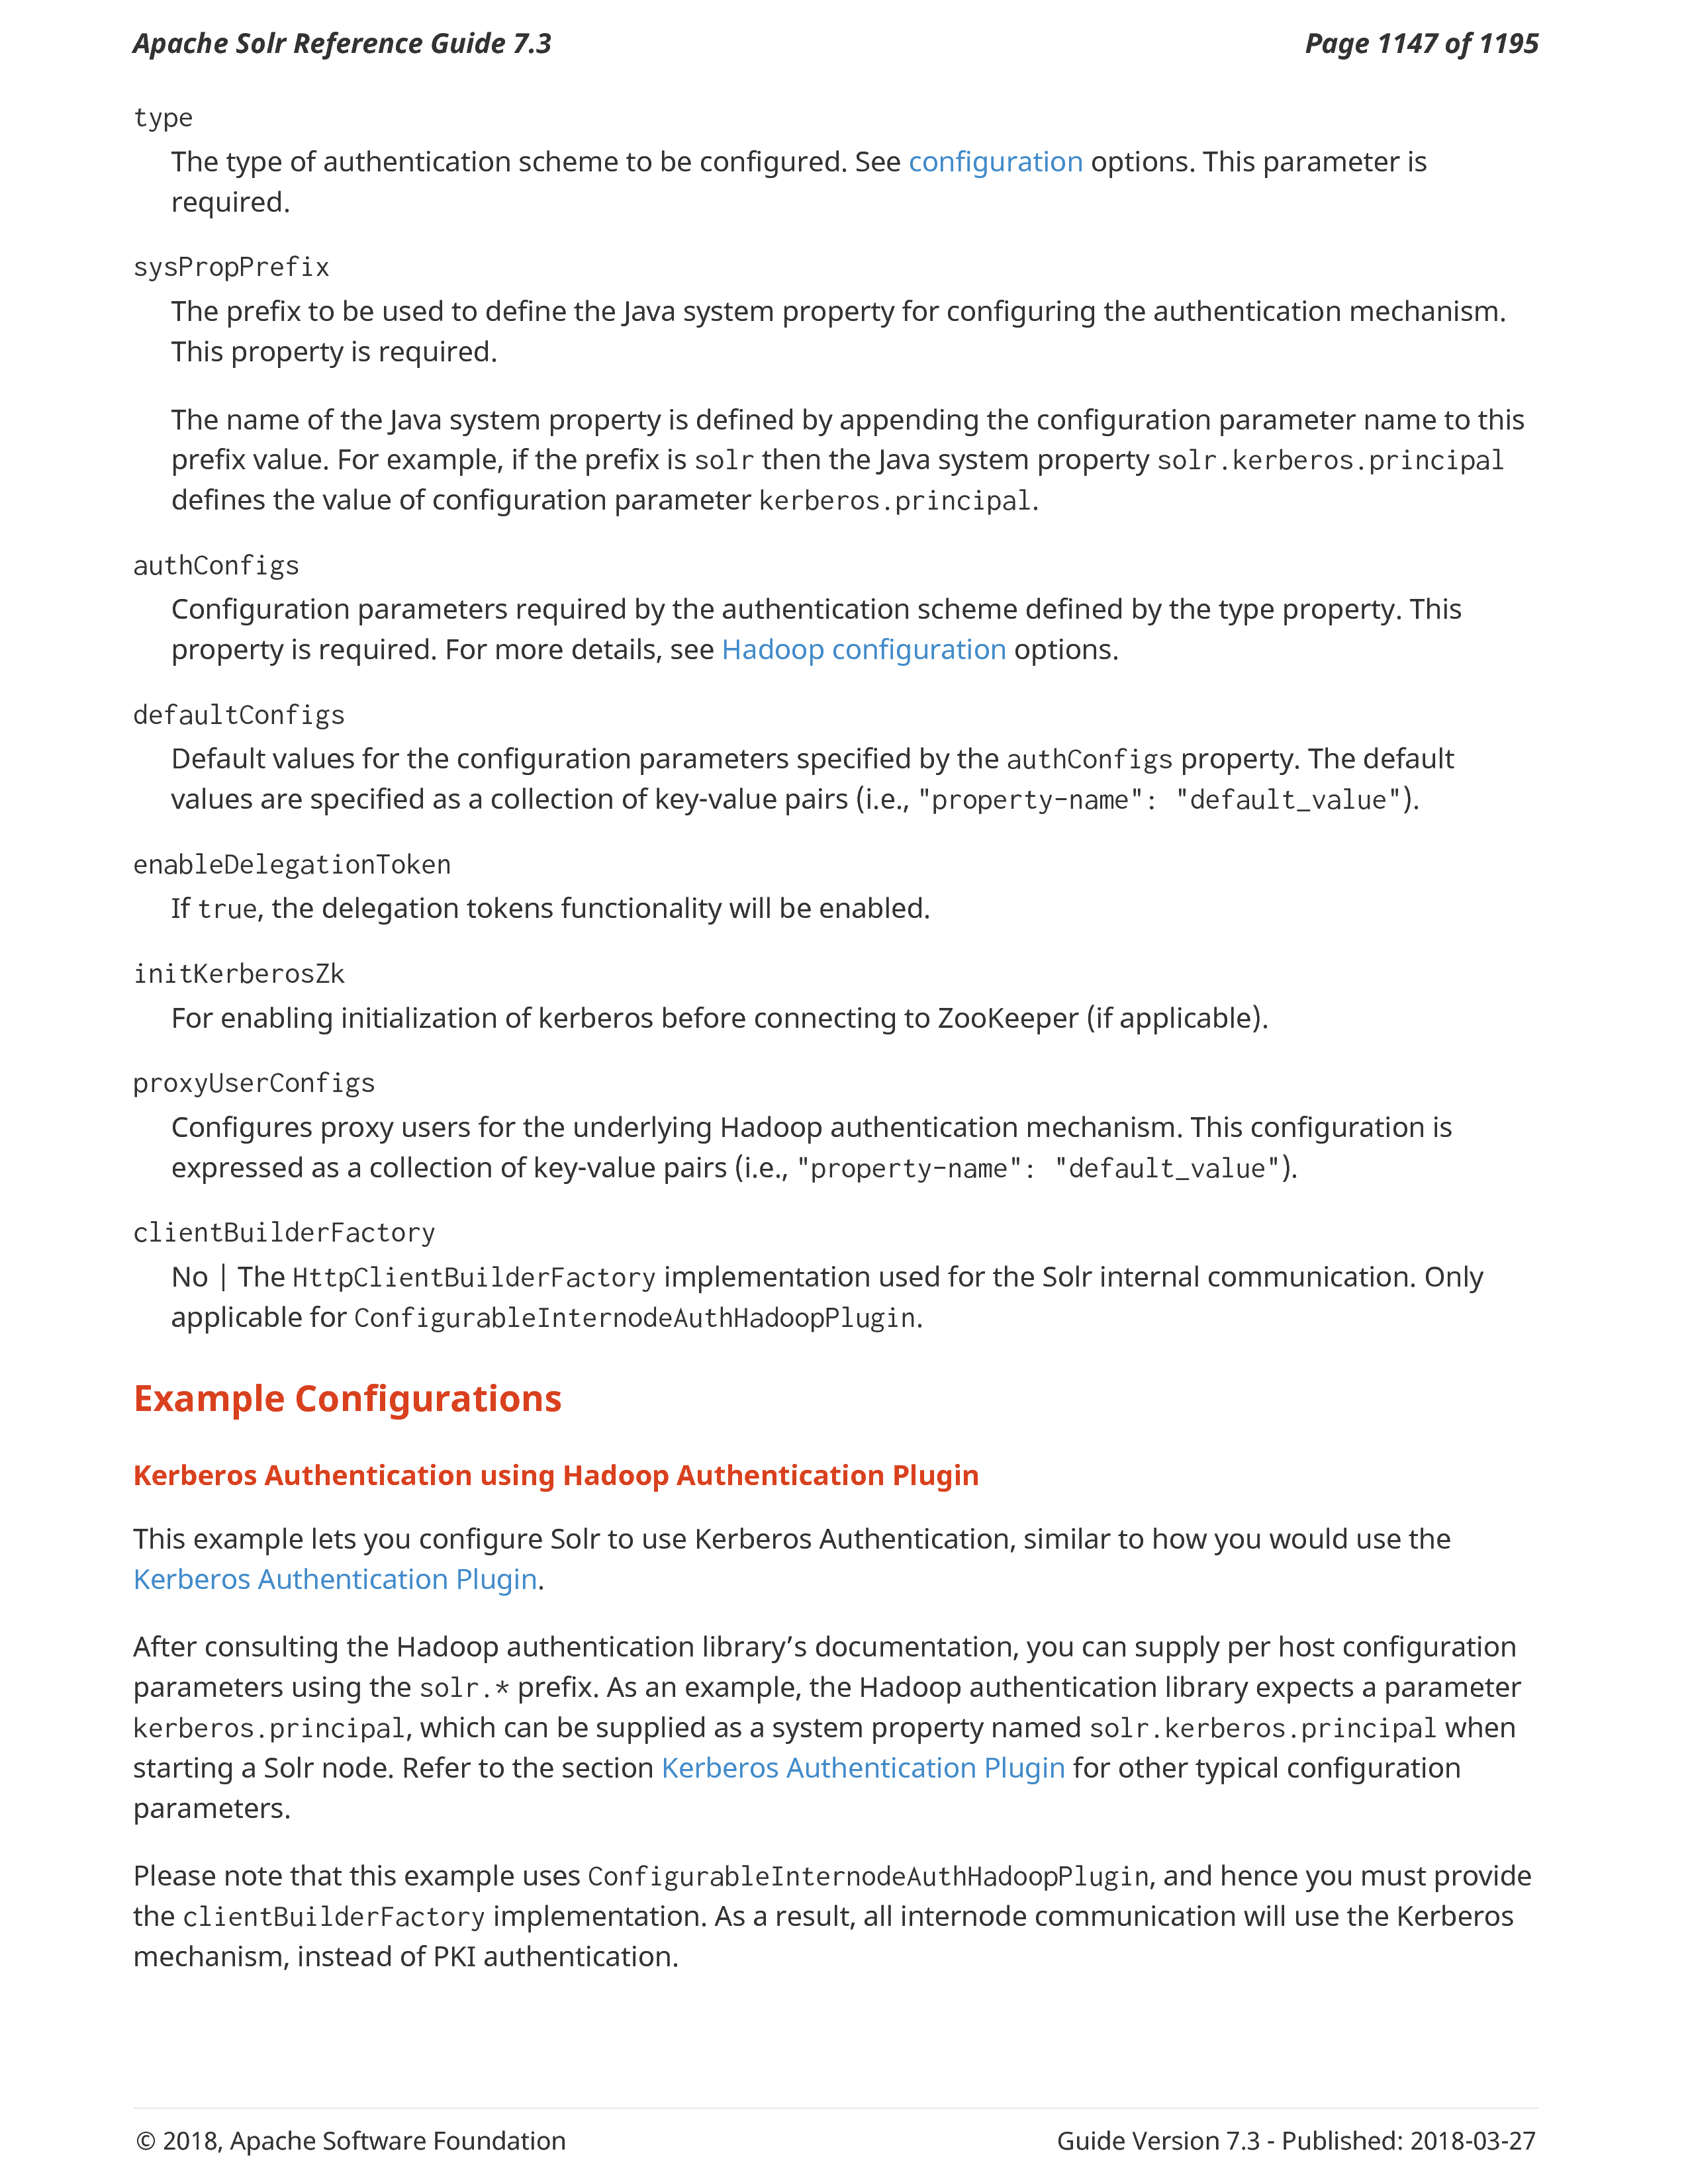 Apache Solr Reference Guide 7.3
Page 1147 of 1195
type
The type of authentication scheme to be configured. See configuration options. This parameter is
required.
sysPropPrefix
The prefix to be used to define the Java system property for configuring the authentication mechanism.
This property is required.
The name of the Java system property is defined by appending the configuration parameter name to this
prefix value. For example, if the prefix is solr then the Java system property solr.kerberos.principal
defines the value of configuration parameter kerberos.principal.
authConfigs
Configuration parameters required by the authentication scheme defined by the type property. This
property is required. For more details, see Hadoop configuration options.
defaultConfigs
Default values for the configuration parameters specified by the authConfigs property. The default
values are specified as a collection of key-value pairs (i.e., "property-name": "default_value").
enableDelegationToken
If true, the delegation tokens functionality will be enabled.
initKerberosZk
For enabling initialization of kerberos before connecting to ZooKeeper (if applicable).
proxyUserConfigs
Configures proxy users for the underlying Hadoop authentication mechanism. This configuration is
expressed as a collection of key-value pairs (i.e., "property-name": "default_value").
clientBuilderFactory
No | The HttpClientBuilderFactory implementation used for the Solr internal communication. Only
applicable for ConfigurableInternodeAuthHadoopPlugin.
Example Configurations
Kerberos Authentication using Hadoop Authentication Plugin
This example lets you configure Solr to use Kerberos Authentication, similar to how you would use the
Kerberos Authentication Plugin.
After consulting the Hadoop authentication library’s documentation, you can supply per host configuration
parameters using the solr.* prefix. As an example, the Hadoop authentication library expects a parameter
kerberos.principal, which can be supplied as a system property named solr.kerberos.principal when
starting a Solr node. Refer to the section Kerberos Authentication Plugin for other typical configuration
parameters.
Please note that this example uses ConfigurableInternodeAuthHadoopPlugin, and hence you must provide
the clientBuilderFactory implementation. As a result, all internode communication will use the Kerberos
mechanism, instead of PKI authentication.
© 2018, Apache Software Foundation
Guide Version 7.3 - Published: 2018-03-27